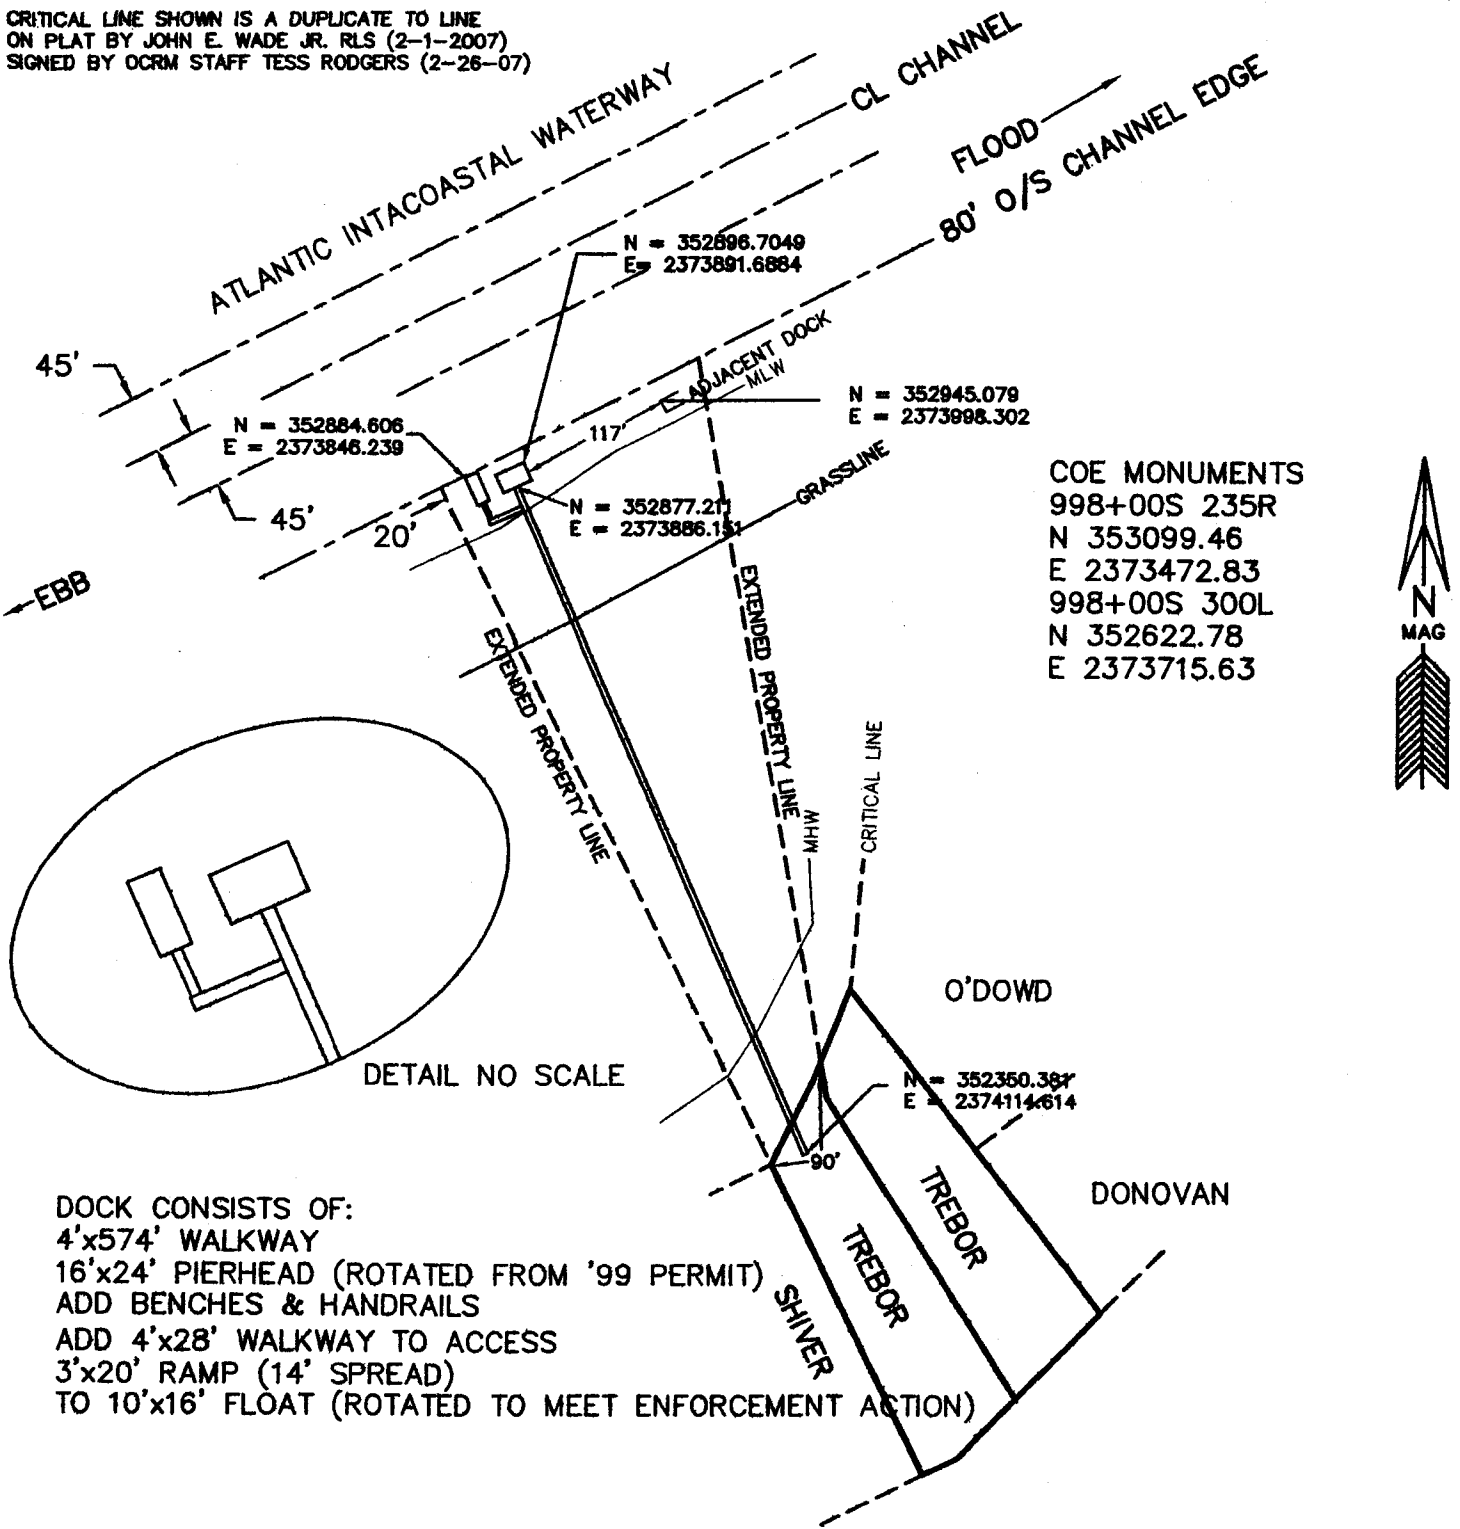 CRITICAL LINE SHOWN IS A DUPLICATE TO LINE
ON PLAT BY JOHN E. WADE JR. RLS (2-1-2007)
SIGNED BY OCRM STAFF TESS RODGERS (2-26-07)
ATLANTIC INTACOASTAL WATERWAY
CL CHANNEL
FLOOD
80' O/S CHANNEL EDGE
N = 352896.7049
E= 2373891.6884
45'
ADJACENT DOCK
MLW
N = 352945.079
E = 2373998.302
N = 352884.606
E = 2373846.239
117'
GRASSLINE
45'
20'
N = 352877.211
E = 2373886.151
EBB
COE MONUMENTS
998+00S 235R
N 353099.46
E 2373472.83
998+00S 300L
N 352622.78
E 2373715.63
N
MAG
EXTENDED PROPERTY LINE
EXTENDED PROPERTY LINE
MHW
CRITICAL LINE
O'DOWD
DETAIL NO SCALE
N = 352350.381
E = 2374114.614
90'
DONOVAN
TREBOR
TREBOR
SHIVER
DOCK CONSISTS OF:
4'x574' WALKWAY
16'x24' PIERHEAD (ROTATED FROM '99 PERMIT)
ADD BENCHES & HANDRAILS
ADD 4'x28' WALKWAY TO ACCESS
3'x20' RAMP (14' SPREAD)
TO 10'x16' FLOAT (ROTATED TO MEET ENFORCEMENT ACTION)